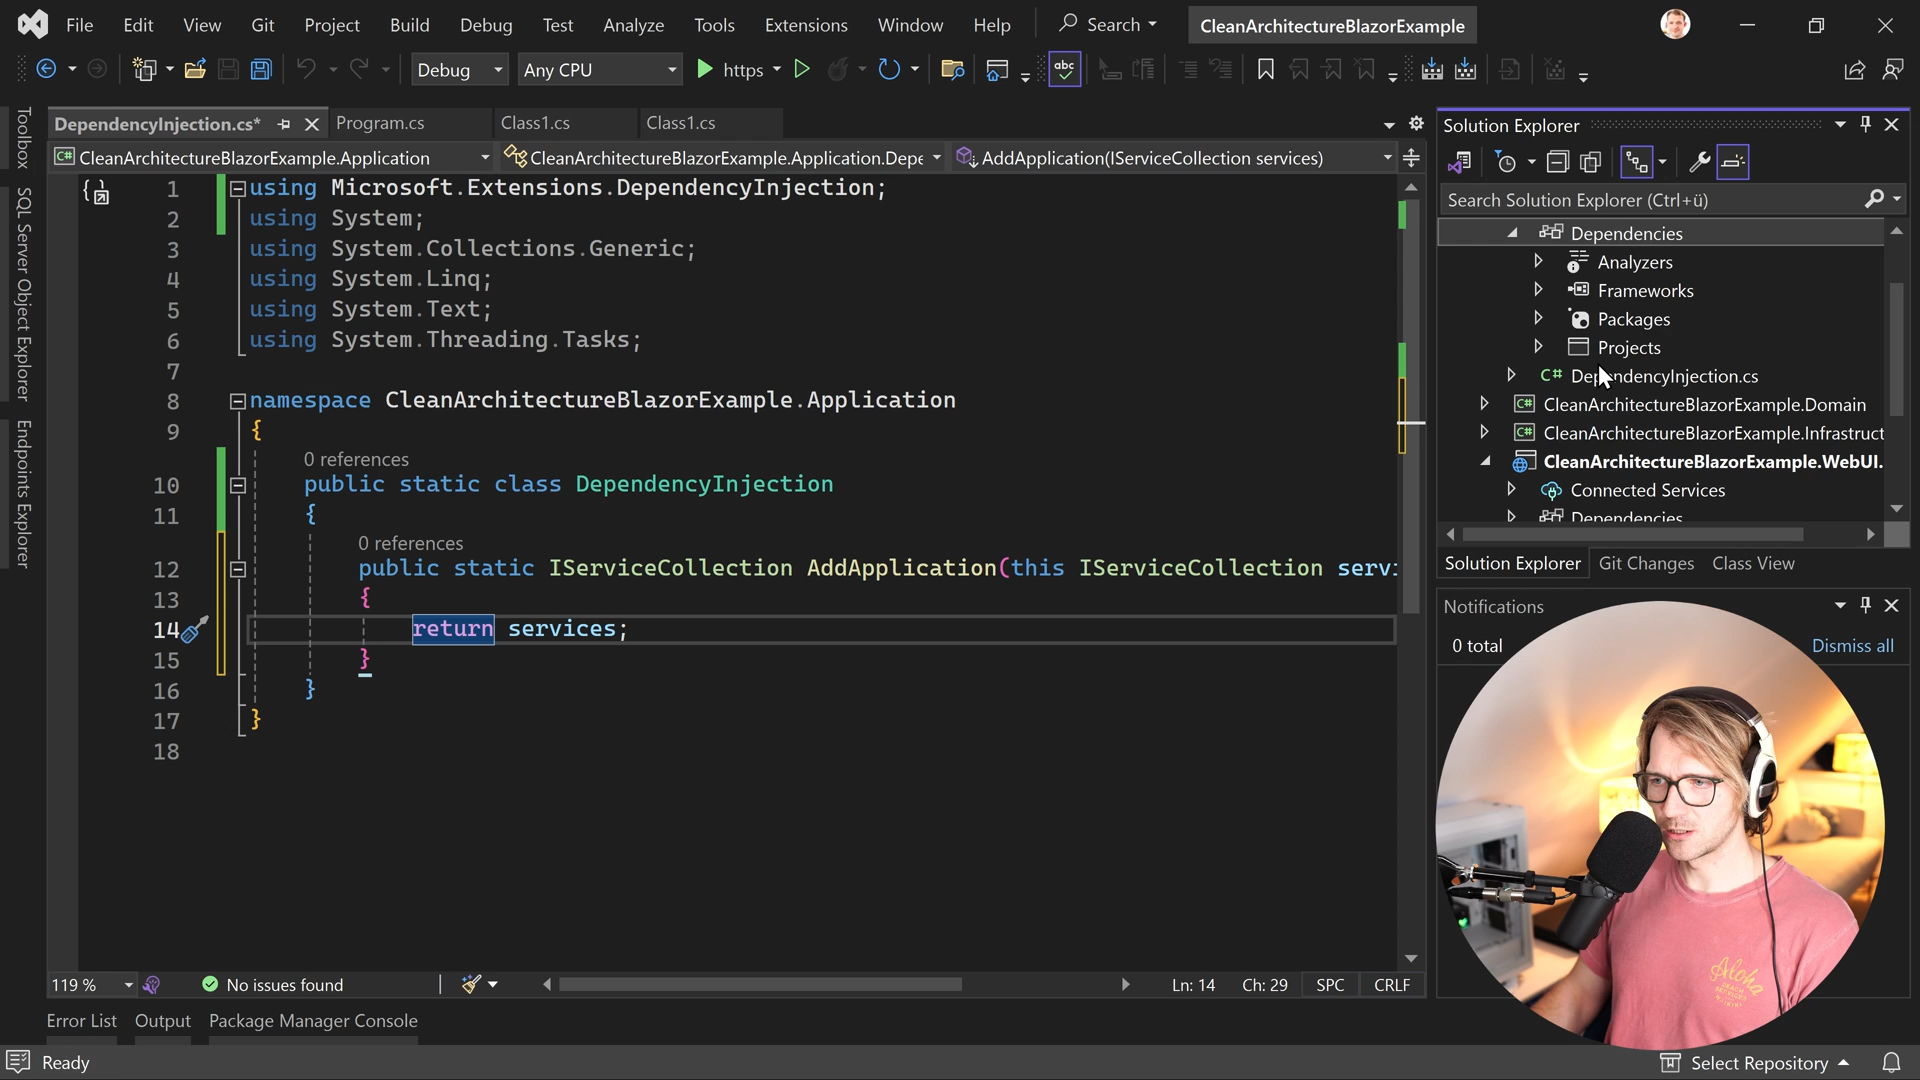 File Edit View Git Project Build Debug Test Analyze Tools Extensions Window Help Search CleanArchitectureBlazorExample
Debug Any CPU https abc
DependencyInjection.cs* Program.cs Class1.cs Class1.cs
CleanArchitectureBlazorExample.Application CleanArchitectureBlazorExample.Application.Depe AddApplication(IServiceCollection services)
Toolbox
SQL Server Object Explorer
Endpoints Explorer
1 using Microsoft.Extensions.DependencyInjection;
2 using System;
3 using System.Collections.Generic;
4 using System.Linq;
5 using System.Text;
6 using System.Threading.Tasks;
7
8 namespace CleanArchitectureBlazorExample.Application
9 {
0 references
10 public static class DependencyInjection
11 {
0 references
12 public static IServiceCollection AddApplication(this IServiceCollection servi
13 {
14 return services;
15 }
16 }
17 }
18
119 % No issues found Ln: 14 Ch: 29 SPC CRLF
Error List Output Package Manager Console
Ready
Solution Explorer
Search Solution Explorer (Ctrl+ü)
Dependencies
Analyzers
Frameworks
Packages
Projects
C# DependencyInjection.cs
C# CleanArchitectureBlazorExample.Domain
C# CleanArchitectureBlazorExample.Infrastruct
CleanArchitectureBlazorExample.WebUI.
Connected Services
Dependencies
Solution Explorer Git Changes Class View
Notifications
0 total Dismiss all
Aloha
BEACH
SERVICES
WAIKIKI
Select Repository